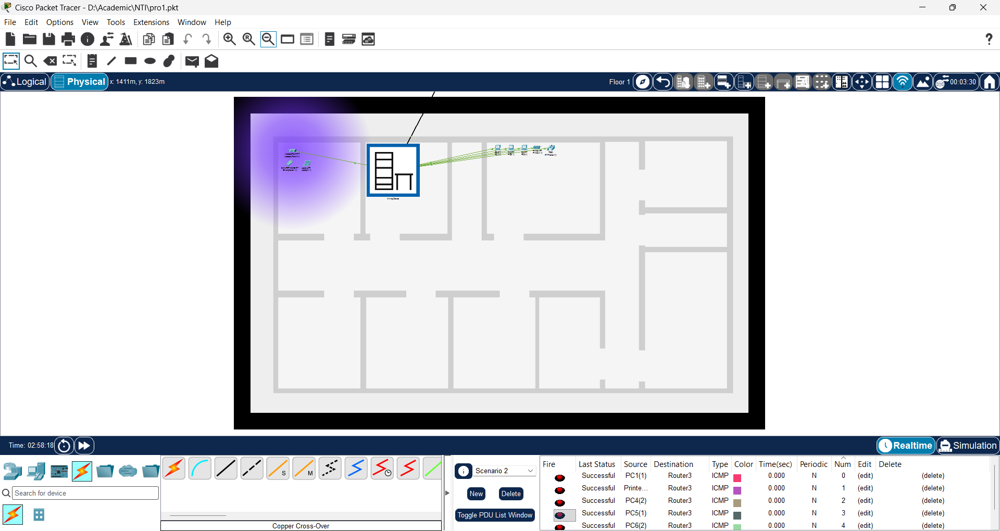 Cisco Packet Tracer - D:\Academic\NTI\pro1.pkt
File Edit Options View Tools Extensions Window Help
Logical Physical x: 1411m, y: 1823m Floor 1 00:03:30
Wiring Closet
Time: 02:58:18 Realtime Simulation
S M
Search for device
Copper Cross-Over
Scenario 2
New Delete
Toggle PDU List Window
Fire Last Status Source Destination Type Color Time(sec) Periodic Num Edit Delete
Successful PC1(1) Router3 ICMP 0.000 N 0 (edit) (delete)
Successful Printe... Router3 ICMP 0.000 N 1 (edit) (delete)
Successful PC4(2) Router3 ICMP 0.000 N 2 (edit) (delete)
Successful PC5(1) Router3 ICMP 0.000 N 3 (edit) (delete)
Successful PC6(2) Router3 ICMP 0.000 N 4 (edit) (delete)